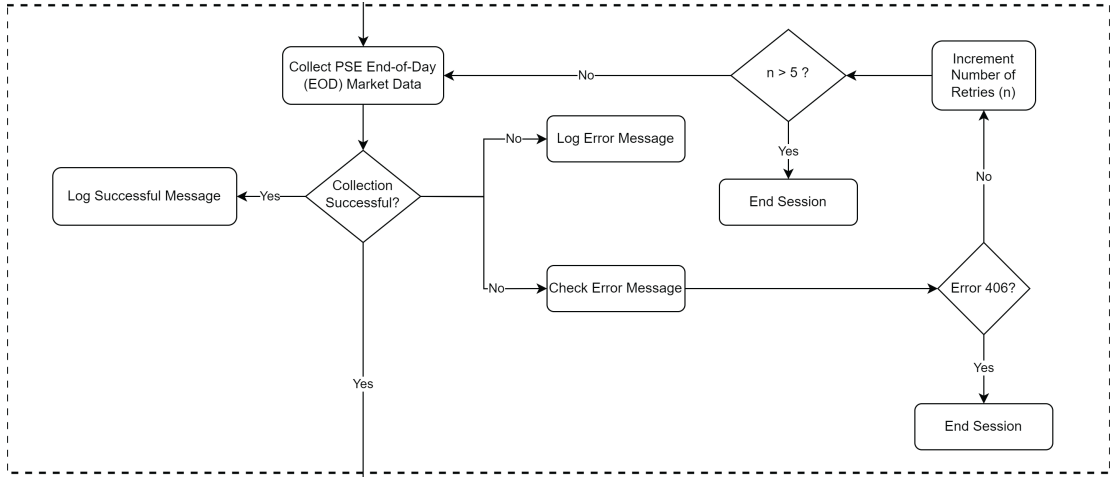 Collect PSE End-of-Day
(EOD) Market Data
No
n > 5 ?
Increment
Number of
Retries (n)
No
Log Error Message
Yes
No
Log Successful Message
Yes
Collection
Successful?
End Session
No
Check Error Message
Error 406?
Yes
Yes
End Session